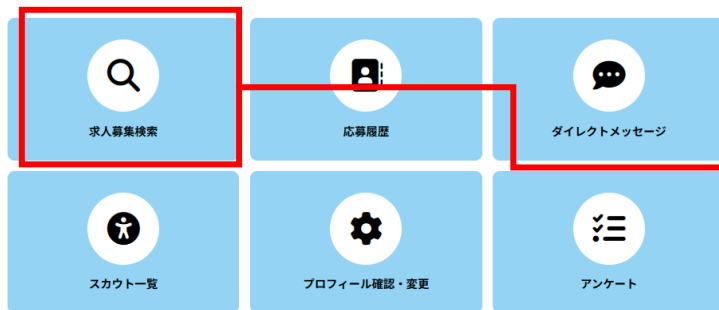 求人募集検索
応募履歴
ダイレクトメッセージ
スカウト一覧
プロフィール確認・変更
アンケート